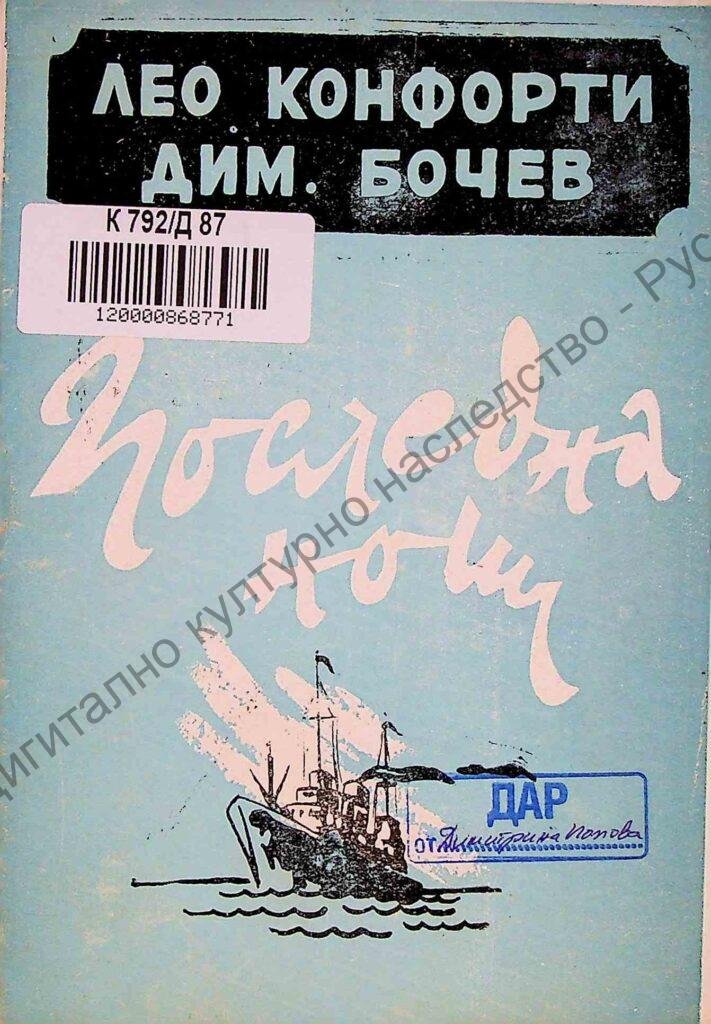 ЛЕО КОНФОРТИ
ДИМ. БОЧЕВ
К 792/Д 87
120000868771
Последна
нощ
ДАР
от Димитрина Попова
дигитално културно наследство - Рус